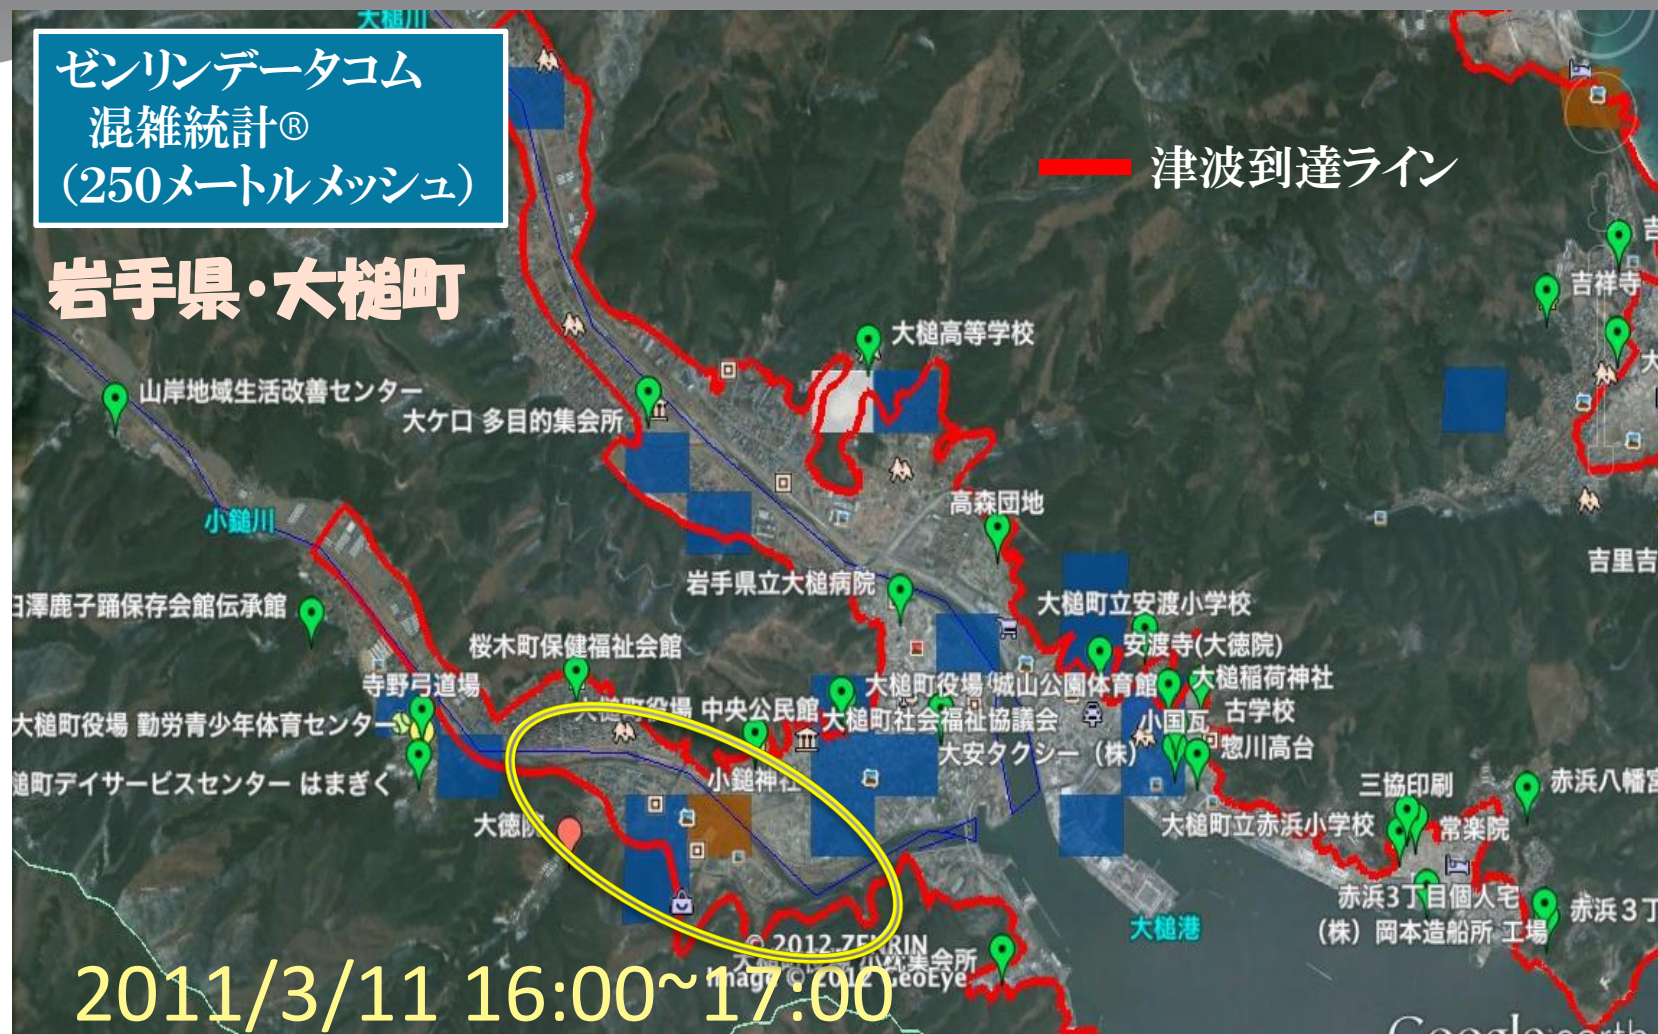 大槌川
ゼンリンデータコム
混雑統計®
(250メートルメッシュ)
津波到達ライン
岩手県・大槌町
吉祥寺
大槌高等学校
山岸地域生活改善センター
大ケ口 多目的集会所
高森団地
小鎚川
吉里吉
岩手県立大槌病院
大槌町立安渡小学校
臼澤鹿子踊保存会館伝承館
桜木町保健福祉会館
安渡寺(大徳院)
寺野弓道場
大槌町役場 城山公園体育館
大槌稲荷神社
大槌町役場 中央公民館
大槌町社会福祉協議会
小国瓦
古学校
大槌町役場 勤労青少年体育センター
大安タクシー (株)
惣川高台
小鎚神社
槌町デイサービスセンター はまぎく
三協印刷
赤浜八幡宮
大徳院
大槌町立赤浜小学校
常楽院
赤浜3丁目個人宅
赤浜3丁
大槌港
(株) 岡本造船所 工場
© 2012 ZENRIN
Image © 2012 GeoEye
2011/3/11 16:00~17:00
Google earth